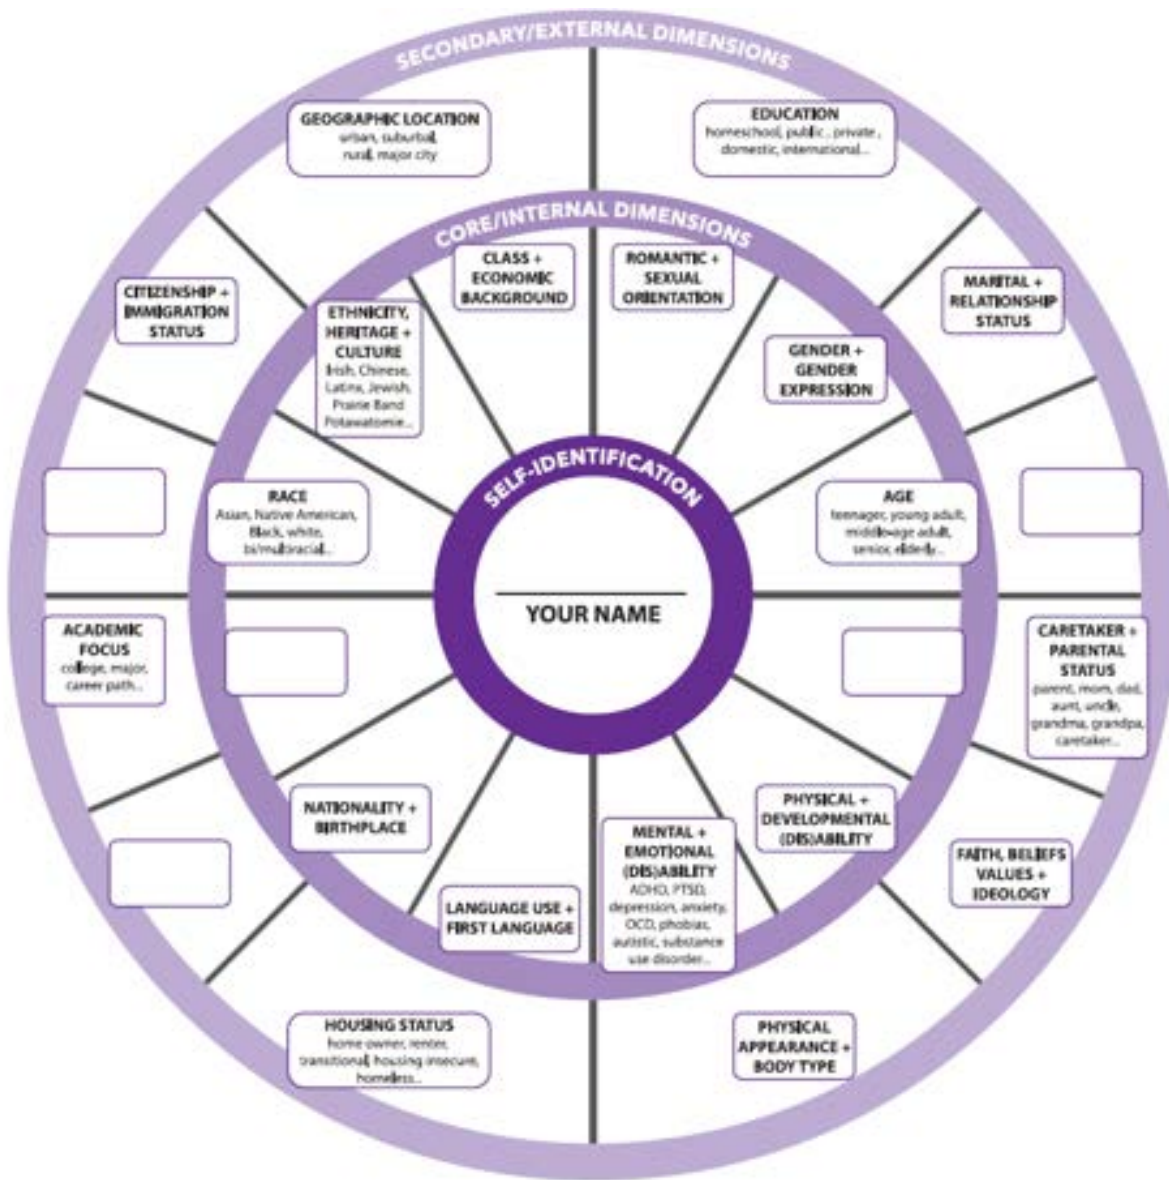 SECONDARY/EXTERNAL DIMENSIONS
GEOGRAPHIC LOCATION
urban, suburbal,
rural, major city
EDUCATION
homeschool, public , private ,
domestic, international...
CORE/INTERNAL DIMENSIONS
CLASS +
ECONOMIC
BACKGROUND
ROMANTIC +
SEXUAL
ORIENTATION
CITIZENSHIP +
IMMIGRATION
STATUS
ETHNICITY,
HERITAGE +
CULTURE
Irish, Chinese,
Latinx, Jewish,
Prairie Band
Potawatomie...
GENDER +
GENDER
EXPRESSION
MARITAL +
RELATIONSHIP
STATUS
SELF-IDENTIFICATION
RACE
Asian, Native American,
Black, white,
bi/multiracial...
AGE
teenager, young adult,
middle-age adult,
senior, elderly...
YOUR NAME
ACADEMIC
FOCUS
college, major,
career path...
CARETAKER +
PARENTAL
STATUS
parent, mom, dad,
aunt, uncle,
grandma, grandpa,
caretaker...
NATIONALITY +
BIRTHPLACE
PHYSICAL +
DEVELOPMENTAL
(DIS)ABILITY
MENTAL +
EMOTIONAL
(DIS)ABILITY
ADHD, PTSD,
depression, anxiety,
OCD, phobias,
autistic, substance
use disorder...
FAITH, BELIEFS
VALUES +
IDEOLOGY
LANGUAGE USE +
FIRST LANGUAGE
HOUSING STATUS
home owner, renter,
transitional, housing insecure,
homeless...
PHYSICAL
APPEARANCE +
BODY TYPE